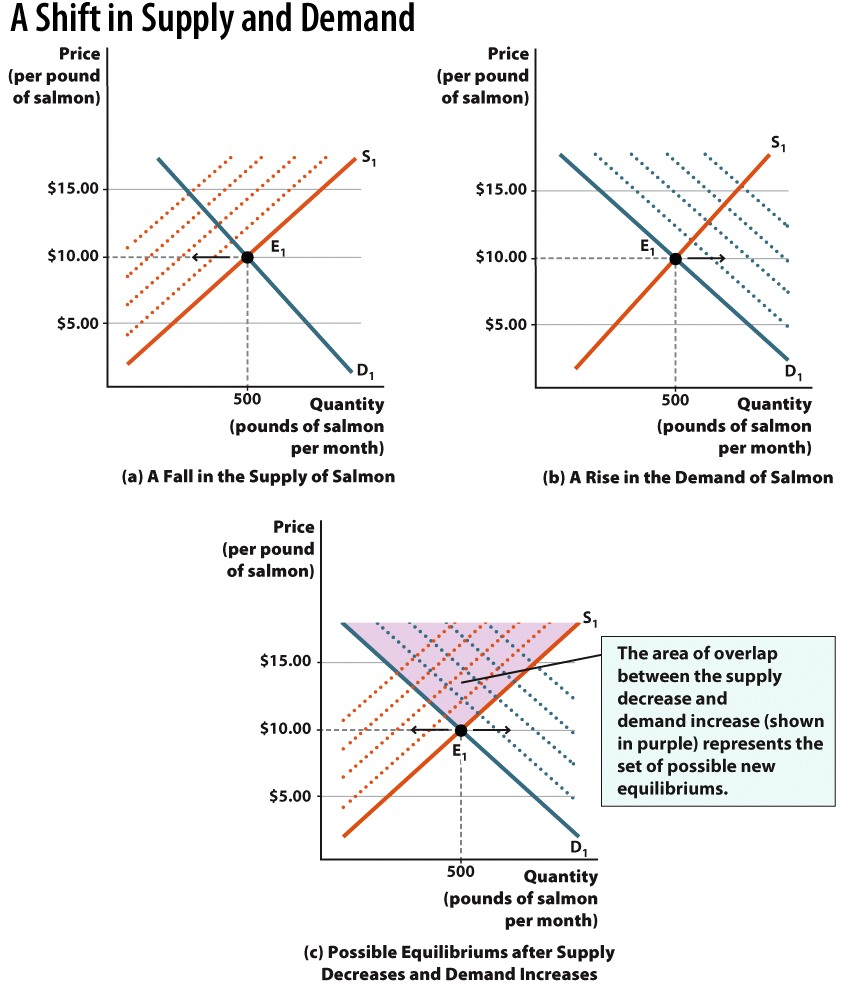 A Shift in Supply and Demand
Price
(per pound
of salmon)
$15.00
$10.00
$5.00
S1
E1
D1
500
Quantity
(pounds of salmon
per month)
(a) A Fall in the Supply of Salmon
Price
(per pound
of salmon)
$15.00
$10.00
$5.00
S1
E1
D1
500
Quantity
(pounds of salmon
per month)
(b) A Rise in the Demand of Salmon
Price
(per pound
of salmon)
$15.00
$10.00
$5.00
S1
E1
D1
500
Quantity
(pounds of salmon
per month)
The area of overlap
between the supply
decrease and
demand increase (shown
in purple) represents the
set of possible new
equilibriums.
(c) Possible Equilibriums after Supply
Decreases and Demand Increases